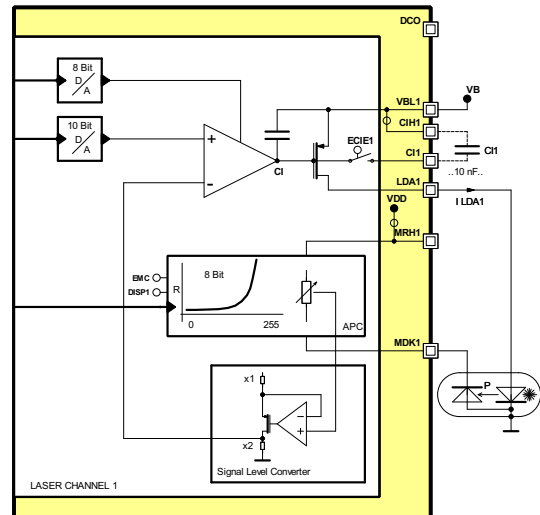 DCO
8 Bit
D
A
VB
VBL1
CIH1
10 Bit
D
A
+
ECIE1
CI1
CI1
CI
..10 nF..
-
LDA1
I LDA1
VDD
MRH1
EMC
DISP1
R
8 Bit
0
255
APC
MDK1
P
x1
-
+
x2
Signal Level Converter
LASER CHANNEL 1